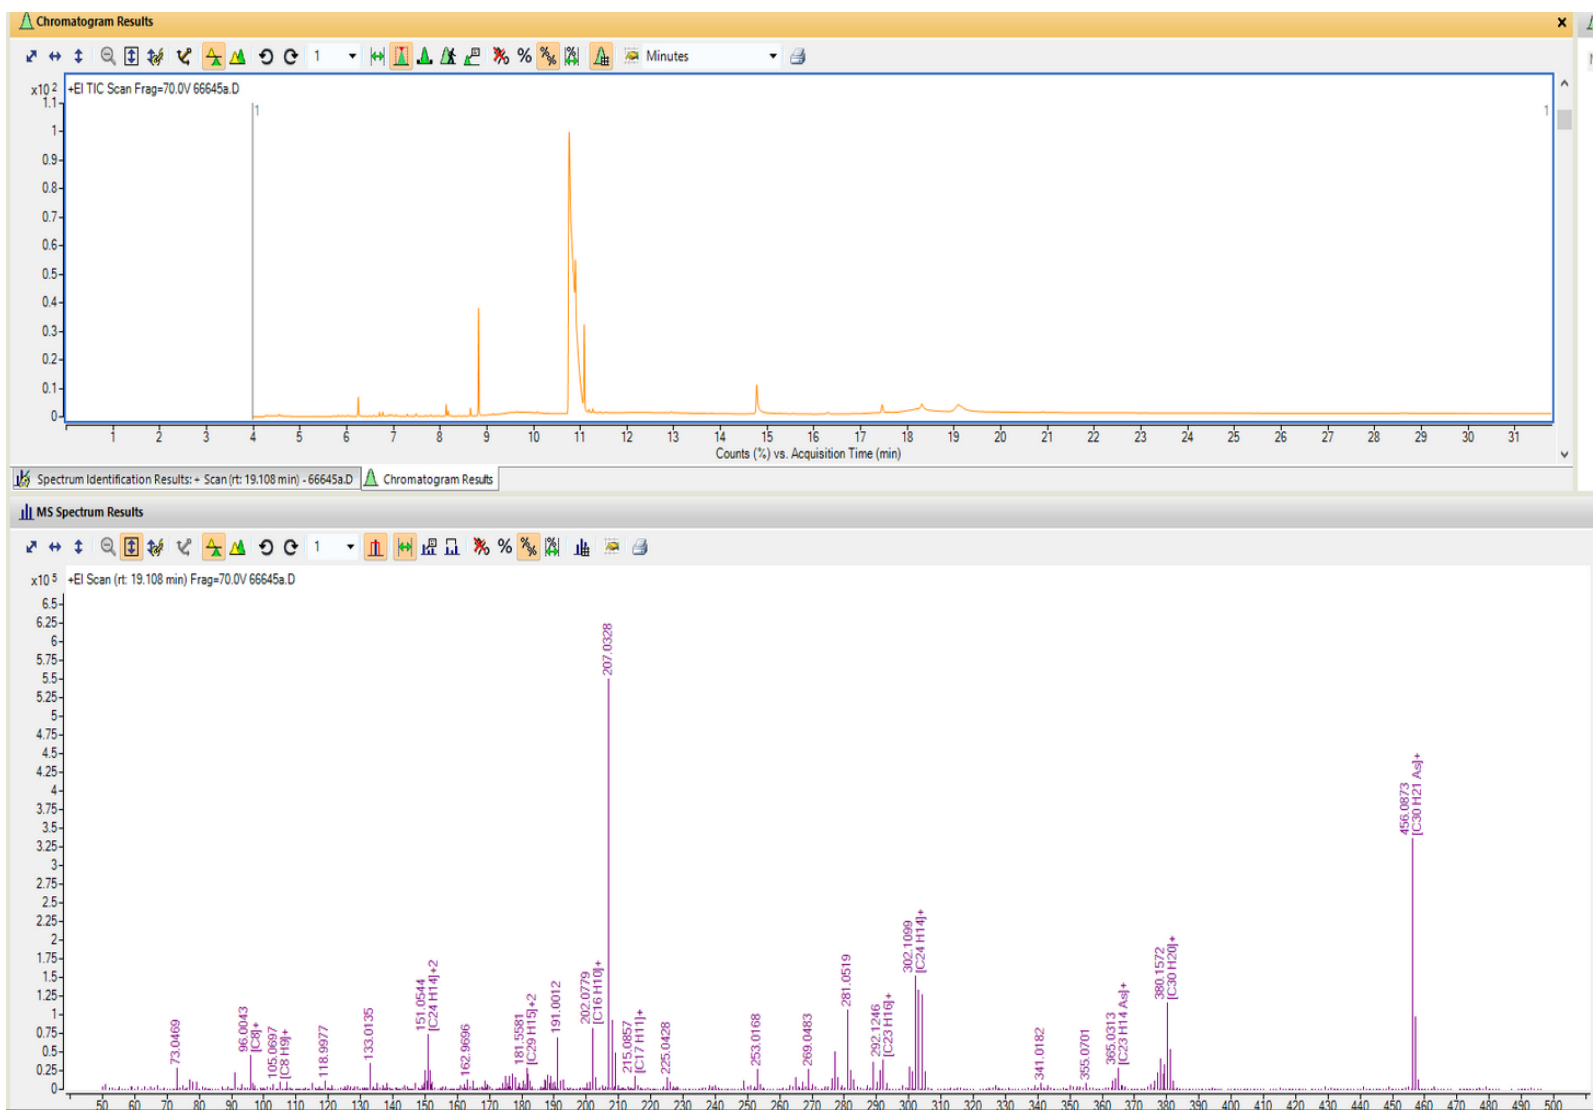 Chromatogram Results
1
Minutes
x10 2
+EI TIC Scan Frag=70.0V 66645a.D
1.1
1
1
1
0.9
0.8
0.7
0.6
0.5
0.4
0.3
0.2
0.1
0
1 2 3 4 5 6 7 8 9 10 11 12 13 14 15 16 17 18 19 20 21 22 23 24 25 26 27 28 29 30 31
Counts (%) vs. Acquisition Time (min)
Spectrum Identification Results: + Scan (rt: 19.108 min) - 66645a.D
Chromatogram Results
MS Spectrum Results
1
x10 5
+EI Scan (rt: 19.108 min) Frag=70.0V 66645a.D
6.5
6.25
6
5.75
5.5
5.25
5
4.75
4.5
4.25
4
3.75
3.5
3.25
3
2.75
2.5
2.25
2
1.75
1.5
1.25
1
0.75
0.5
0.25
0
73.0469
96.0043
[C8]+
105.0697
[C8 H9]+
118.9977
133.0135
151.0544
[C24 H14]+2
162.9696
181.5581
[C29 H15]+2
191.0012
202.0779
[C16 H10]+
207.0328
215.0857
[C17 H11]+
225.0428
253.0168
269.0483
281.0519
292.1246
[C23 H16]+
302.1099
[C24 H14]+
341.0182
355.0701
365.0313
[C23 H14 As]+
380.1572
[C30 H20]+
456.0873
[C30 H21 As]+
50 60 70 80 90 100 110 120 130 140 150 160 170 180 190 200 210 220 230 240 250 260 270 280 290 300 310 320 330 340 350 360 370 380 390 400 410 420 430 440 450 460 470 480 490 500